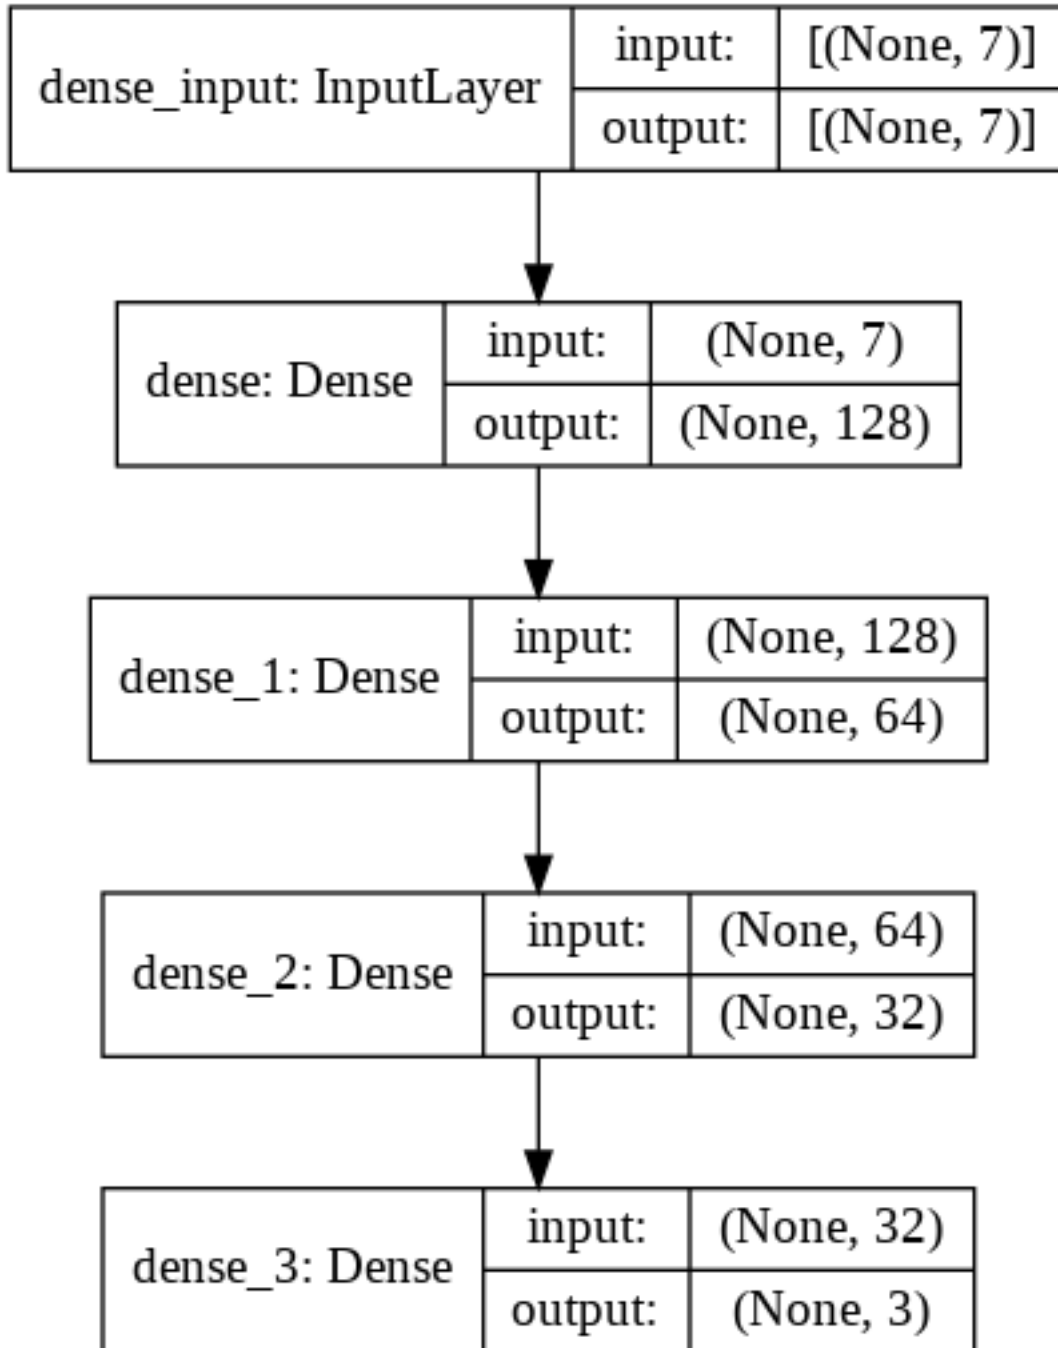 dense_input: InputLayer
input: [(None, 7)]
output: [(None, 7)]
dense: Dense
input: (None, 7)
output: (None, 128)
dense_1: Dense
input: (None, 128)
output: (None, 64)
dense_2: Dense
input: (None, 64)
output: (None, 32)
dense_3: Dense
input: (None, 32)
output: (None, 3)